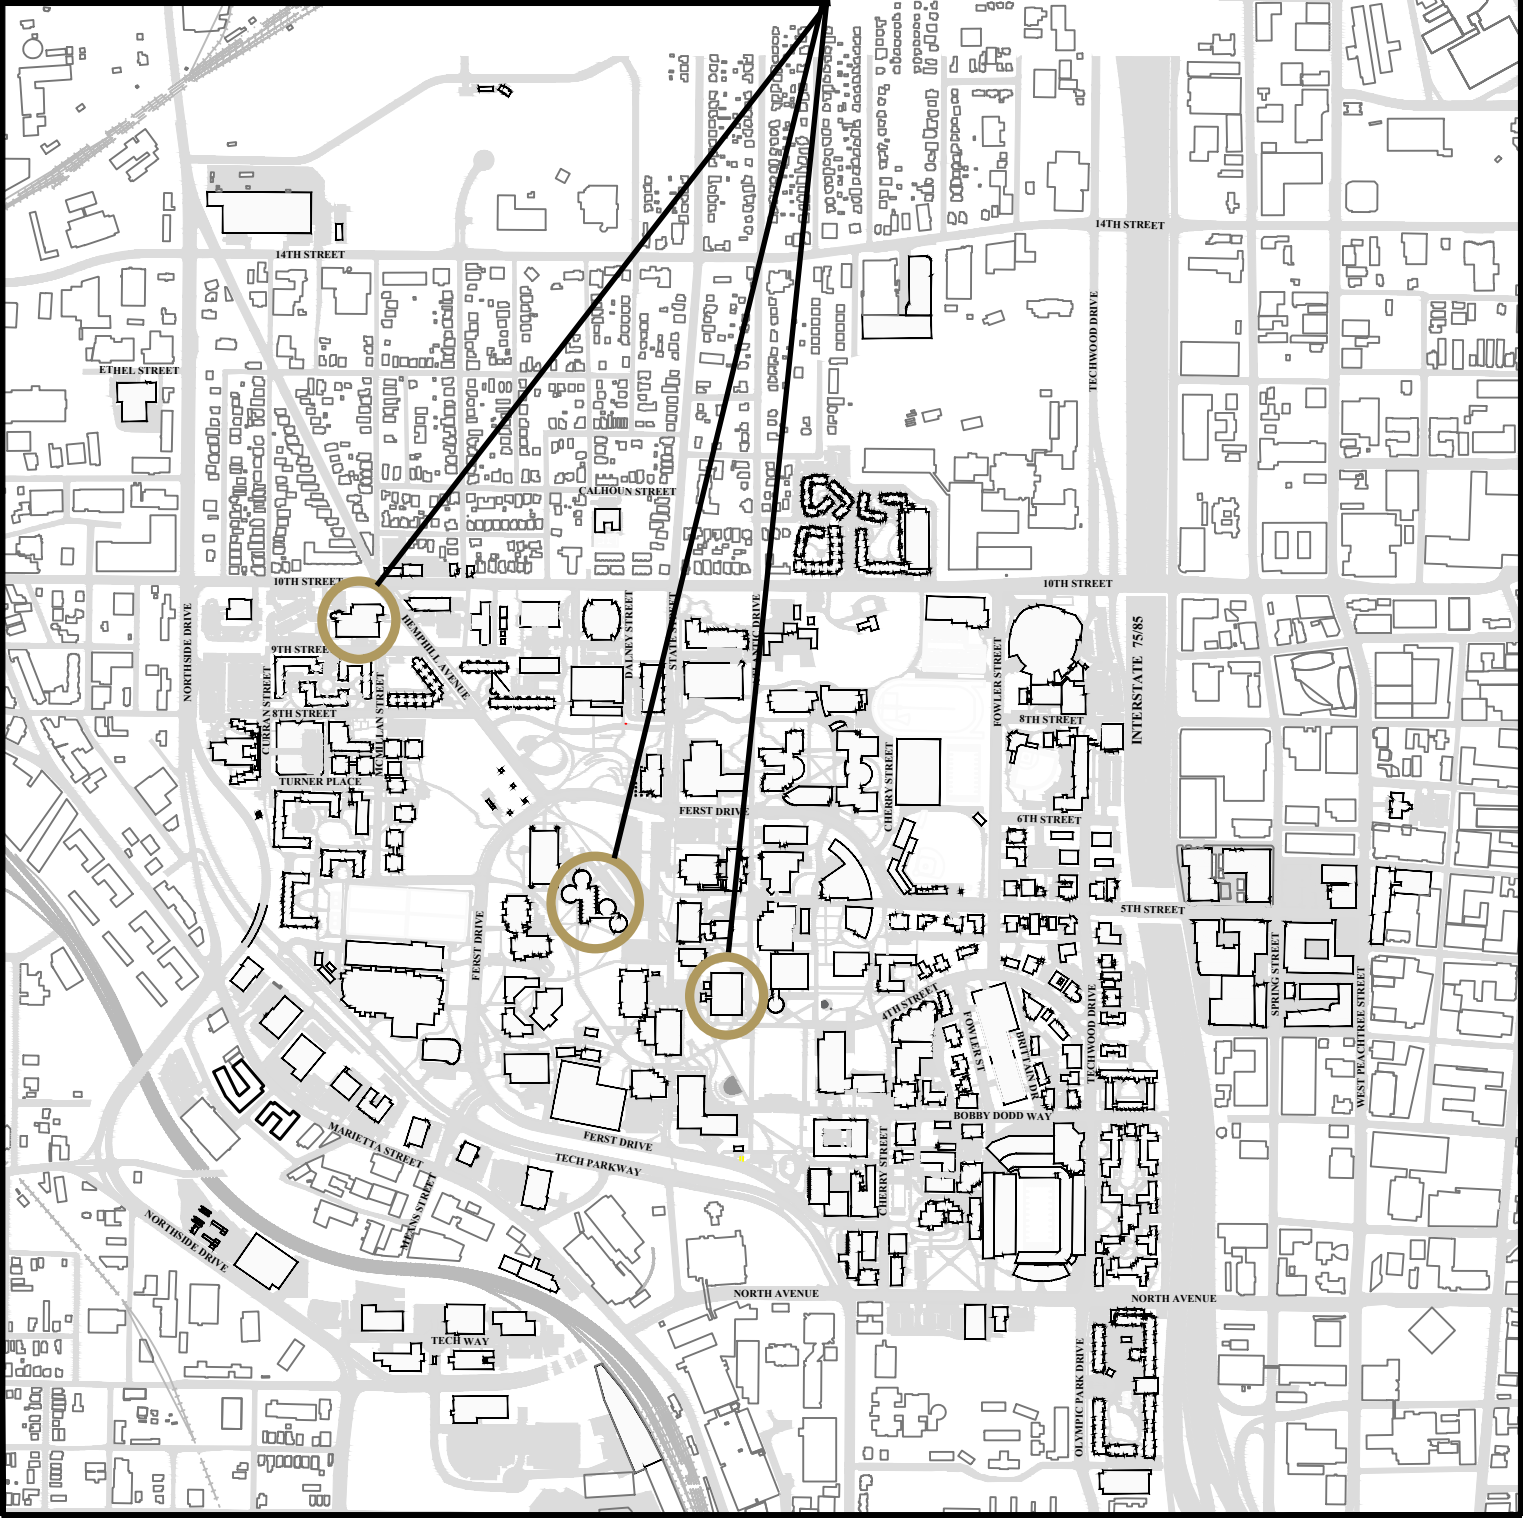 14TH STREET
14TH STREET
TECHWOOD DRIVE
ETHEL STREET
CALHOUN STREET
10TH STREET
10TH STREET
NORTHSIDE DRIVE
HEMPHILL AVENUE
DALNEY STREET
STATE STREET
9TH STREET
FOWLER STREET
INTERSTATE 75/85
CURRAN STREET
MCMILLAN STREET
8TH STREET
8TH STREET
CHERRY STREET
TURNER PLACE
FERST DRIVE
6TH STREET
5TH STREET
FERST DRIVE
SPRING STREET
WEST PEACHTREE STREET
4TH STREET
FOWLER ST
BRITTAIN DR
TECHWOOD DRIVE
BOBBY DODD WAY
MARIETTA STREET
FERST DRIVE
TECH PARKWAY
CHERRY STREET
MEANS STREET
NORTHSIDE DRIVE
NORTH AVENUE
NORTH AVENUE
TECH WAY
OLYMPIC PARK DRIVE